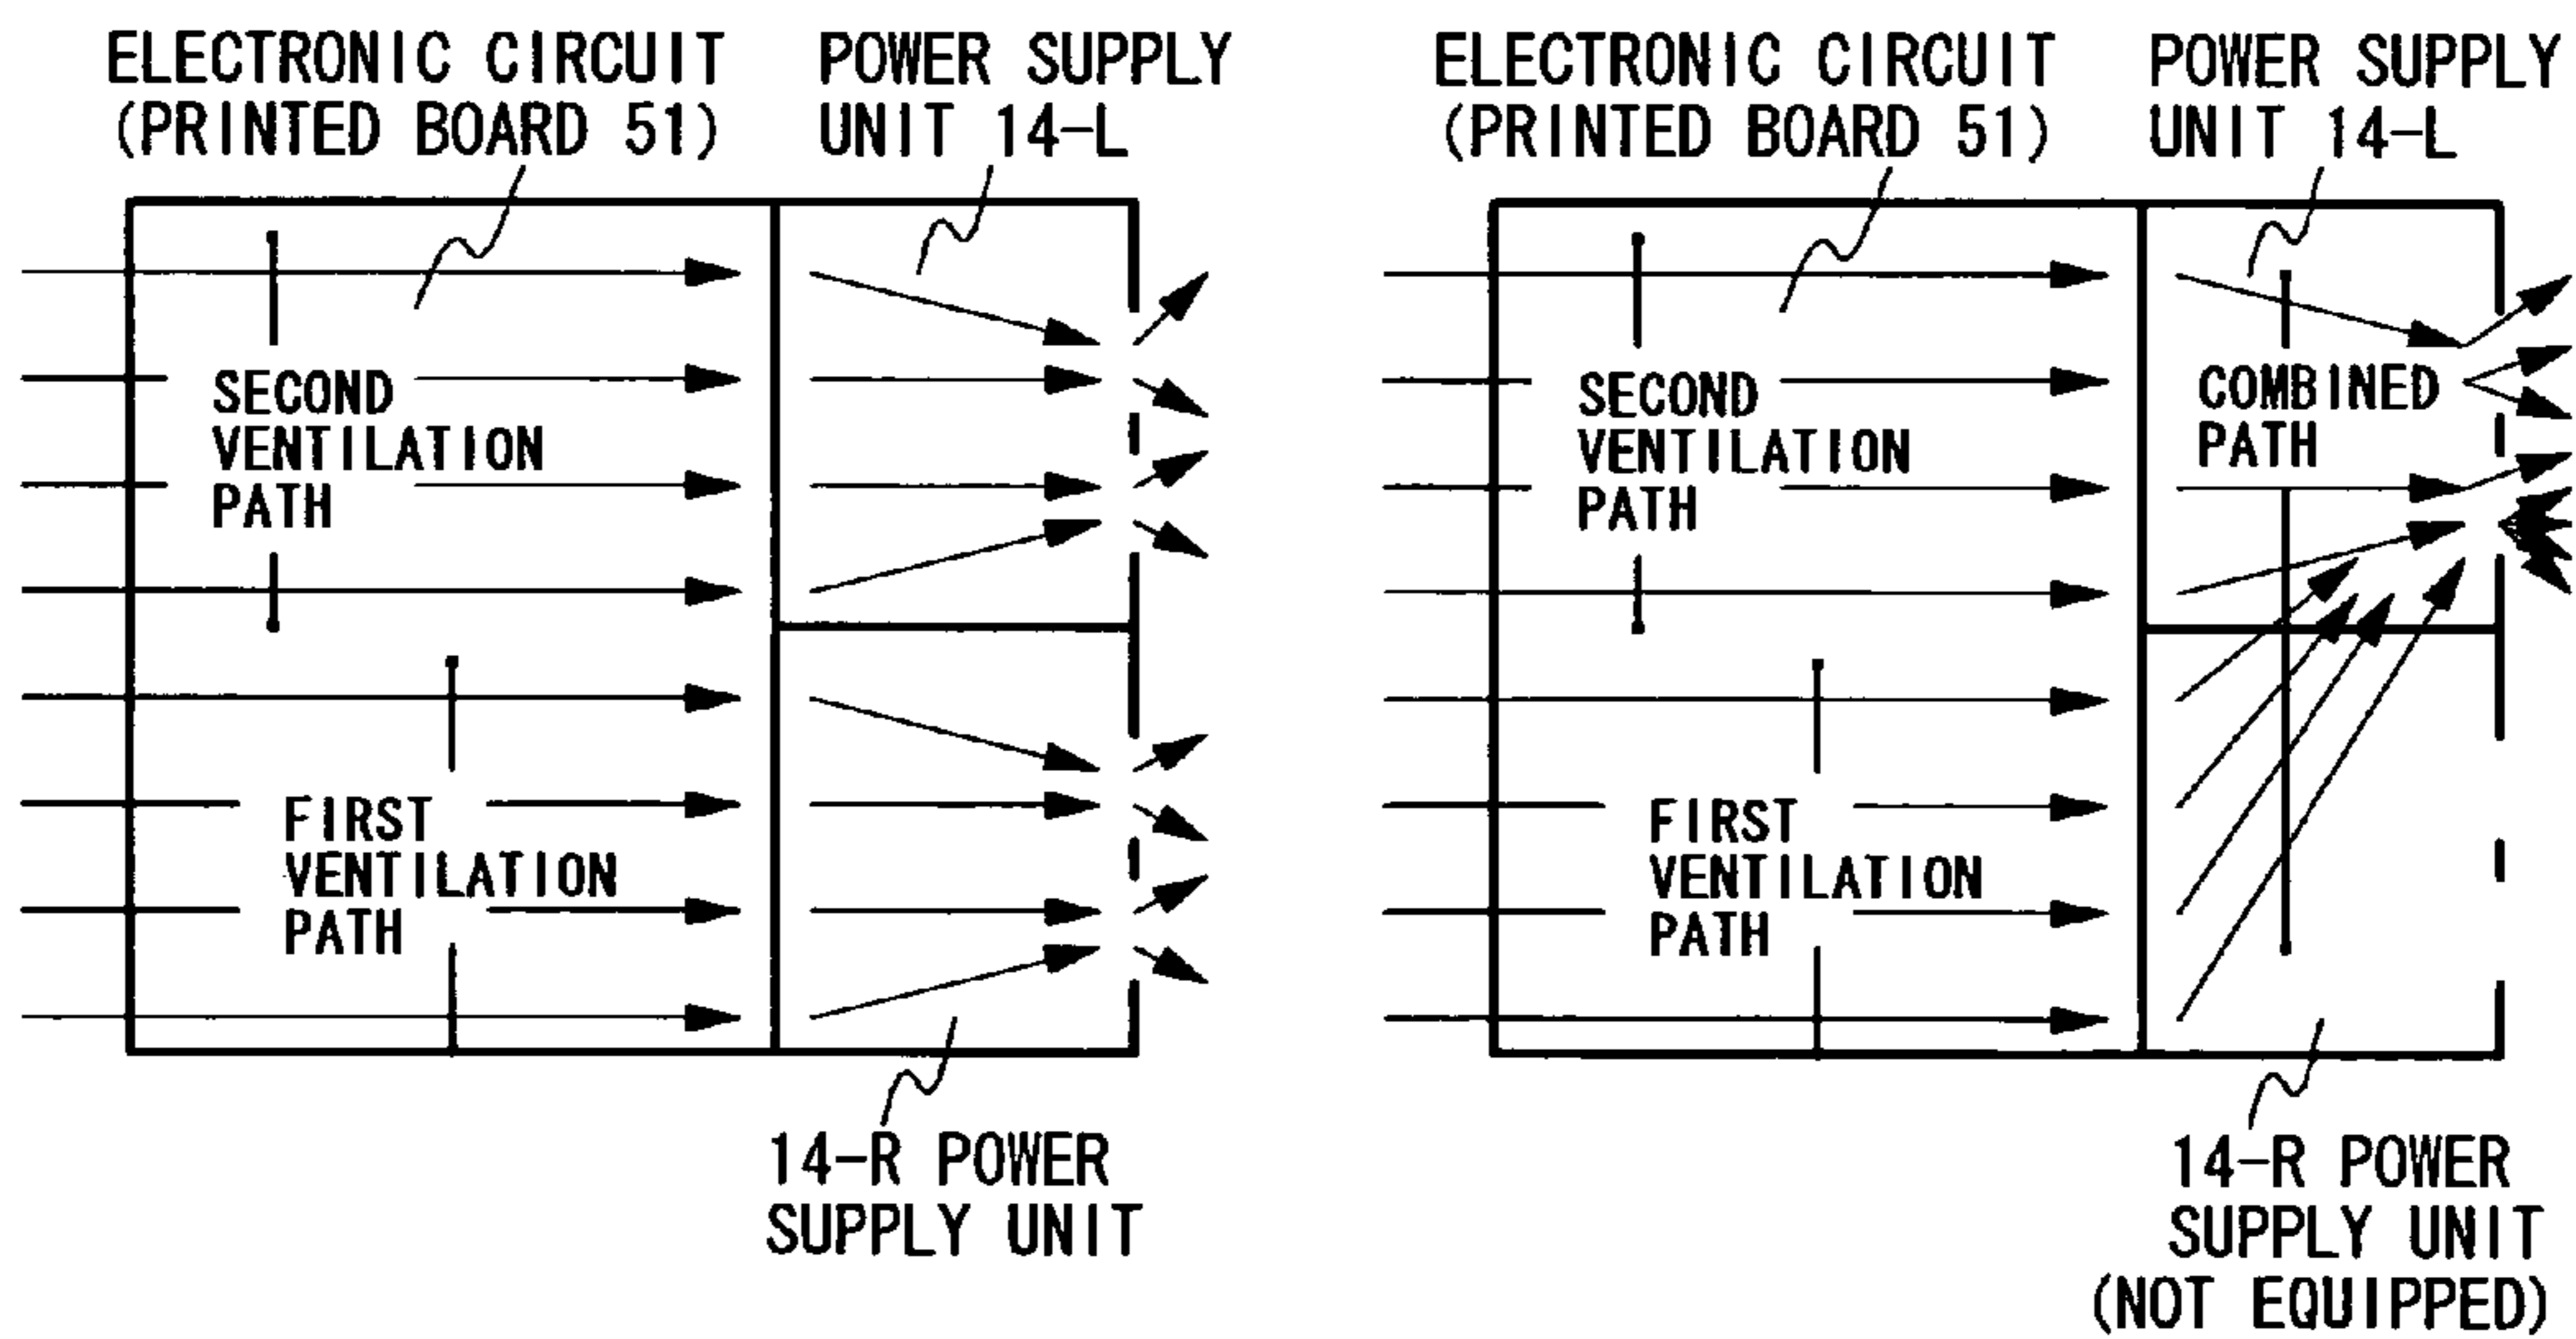 ELECTRONIC CIRCUIT
(PRINTED BOARD 51)
POWER SUPPLY
UNIT 14-L
SECOND
VENTILATION
PATH
FIRST
VENTILATION
PATH
14-R POWER
SUPPLY UNIT
ELECTRONIC CIRCUIT
(PRINTED BOARD 51)
POWER SUPPLY
UNIT 14-L
SECOND
VENTILATION
PATH
COMBINED
PATH
FIRST
VENTILATION
PATH
14-R POWER
SUPPLY UNIT
(NOT EQUIPPED)